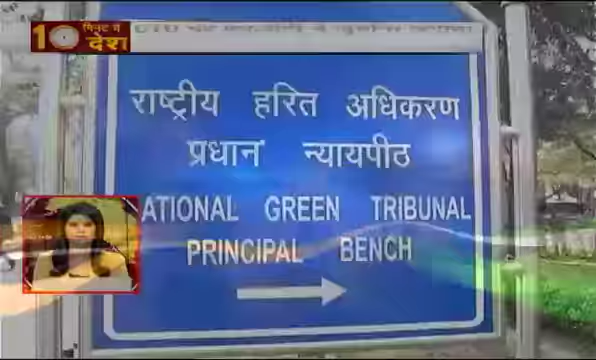 10 मिनट में
देश
राष्ट्रीय हरित अधिकरण
प्रधान न्यायपीठ
ATIONAL GREEN TRIBUNAL
PRINCIPAL BENCH